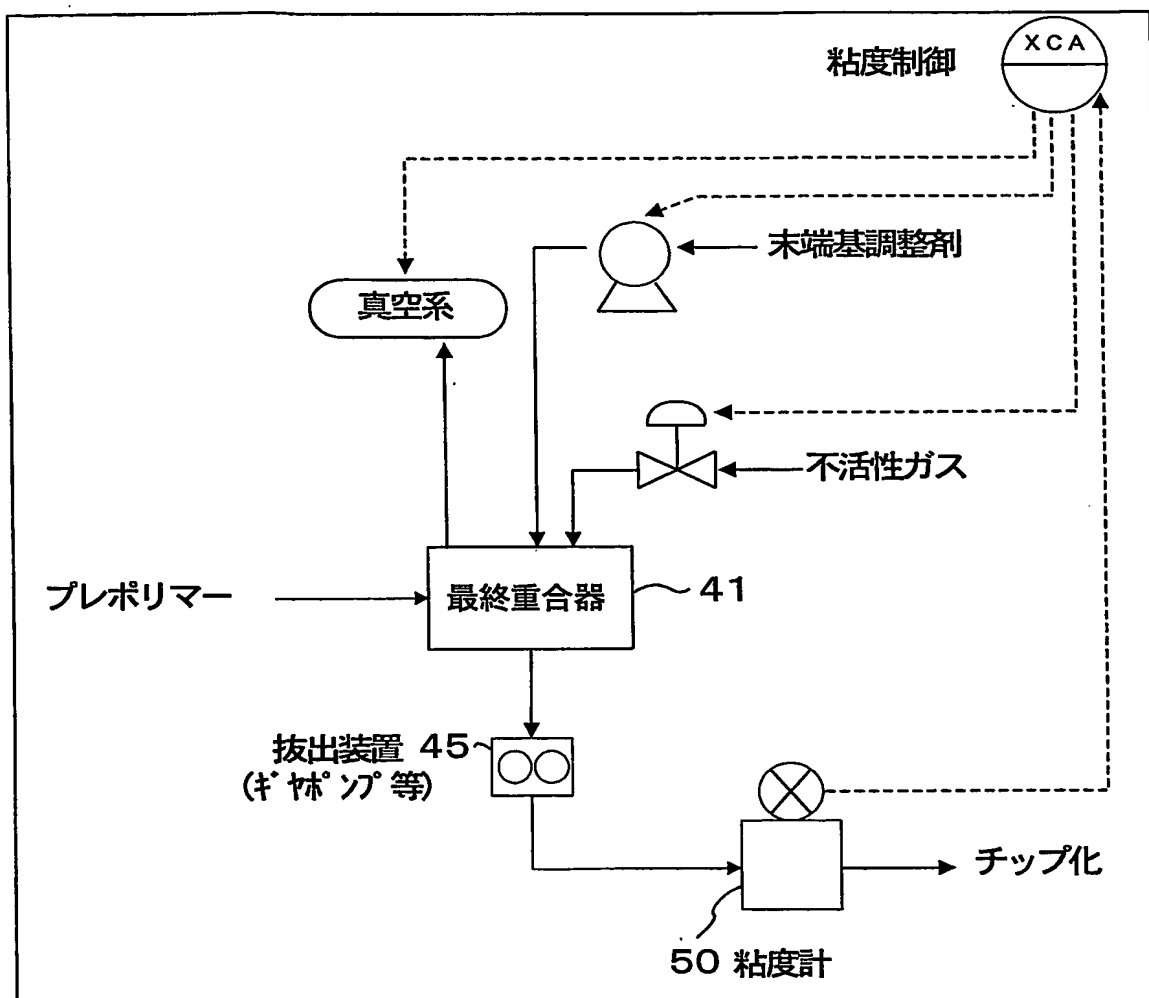 XCA
粘度制御
末端基調整剤
真空系
不活性ガス
プレポリマー
最終重合器
41
抜出装置 45
(ギヤポンプ等)
チップ化
50 粘度計